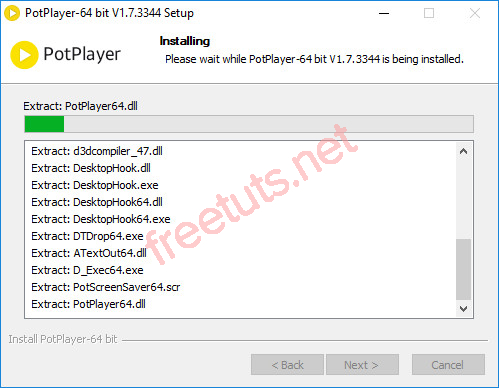 PotPlayer-64 bit V1.7.3344 Setup
PotPlayer
Installing
Please wait while PotPlayer-64 bit V1.7.3344 is being installed.
Extract: PotPlayer64.dll
Extract: d3dcompiler_47.dll
Extract: DesktopHook.dll
Extract: DesktopHook.exe
Extract: DesktopHook64.dll
Extract: DesktopHook64.exe
Extract: DTDrop64.exe
Extract: ATextOut64.dll
Extract: D_Exec64.exe
Extract: PotScreenSaver64.scr
Extract: PotPlayer64.dll
freetuts.net
Install PotPlayer-64 bit
< Back
Next >
Cancel